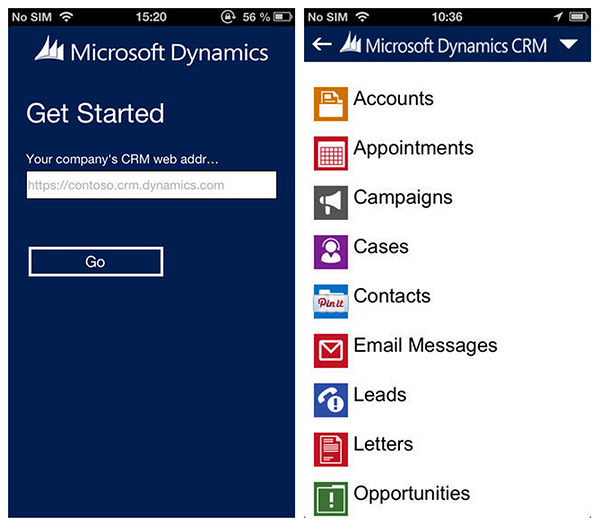 No SIM 15:20 56 %
Microsoft Dynamics
Get Started
Your company's CRM web addr...
https://contoso.crm.dynamics.com
Go
No SIM 10:36
Microsoft Dynamics CRM
Accounts
Appointments
Campaigns
Cases
Pin it
Contacts
Email Messages
Leads
Letters
Opportunities